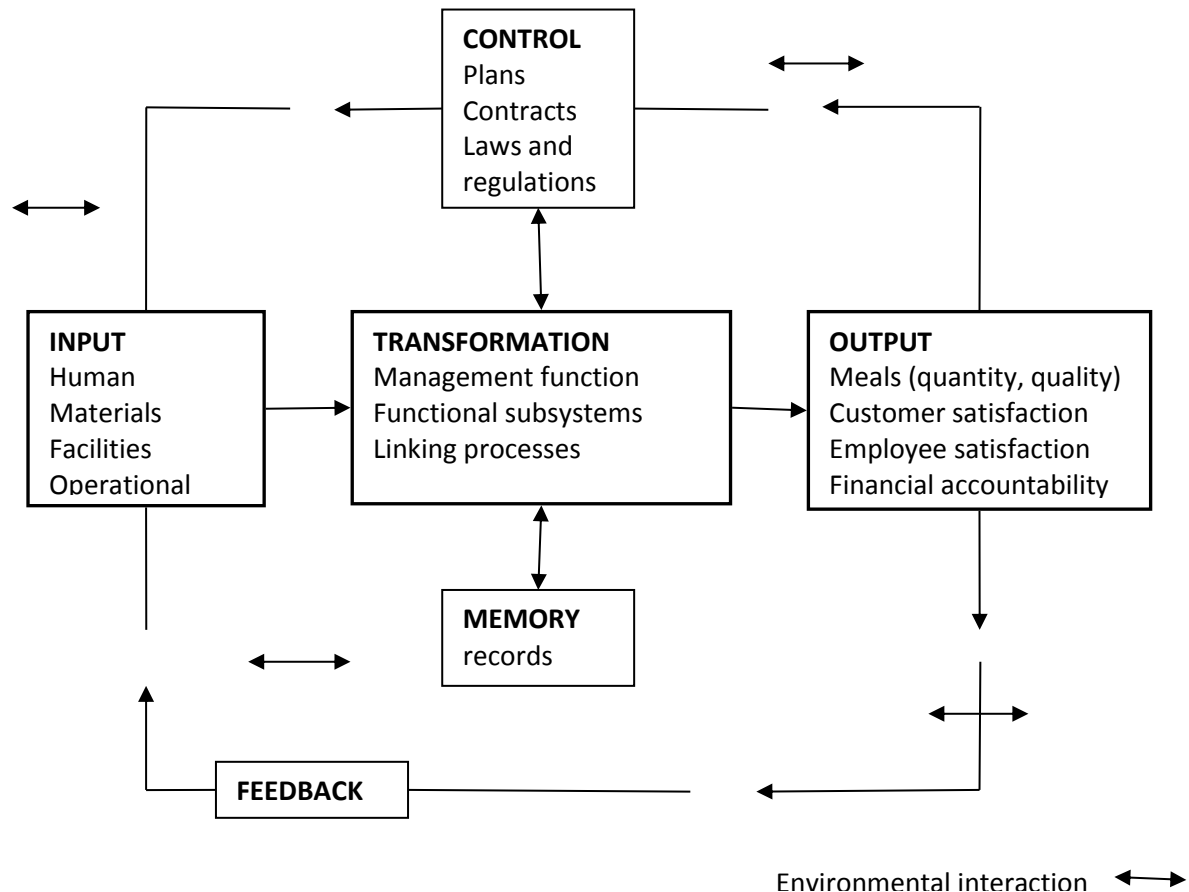 CONTROL
Plans
Contracts
Laws and
regulations
INPUT
Human
Materials
Facilities
Operational
TRANSFORMATION
Management function
Functional subsystems
Linking processes
OUTPUT
Meals (quantity, quality)
Customer satisfaction
Employee satisfaction
Financial accountability
MEMORY
records
FEEDBACK
Environmental interaction